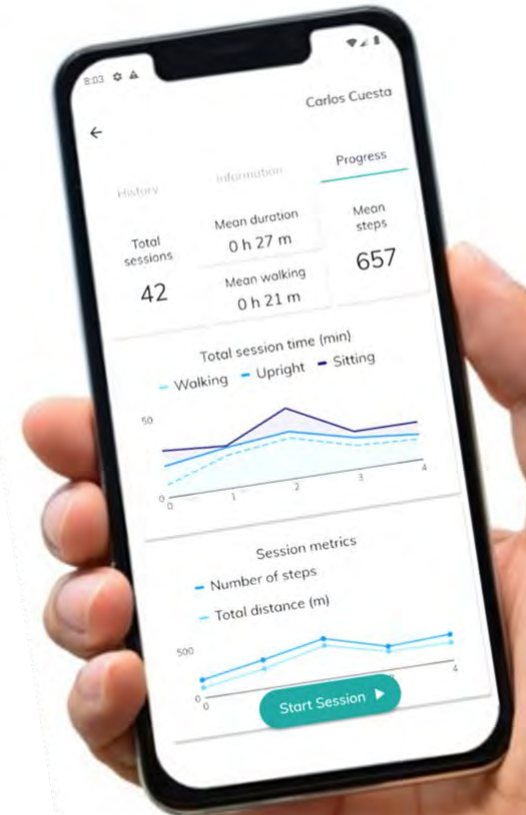 8:03
Carlos Cuesta
History
Information
Progress
Total
sessions
42
Mean duration
0 h 27 m
Mean walking
0 h 21 m
Mean
steps
657
Total session time (min)
Walking
Upright
Sitting
50
0
0
1
2
3
4
Session metrics
Number of steps
Total distance (m)
500
0
0
4
Start Session